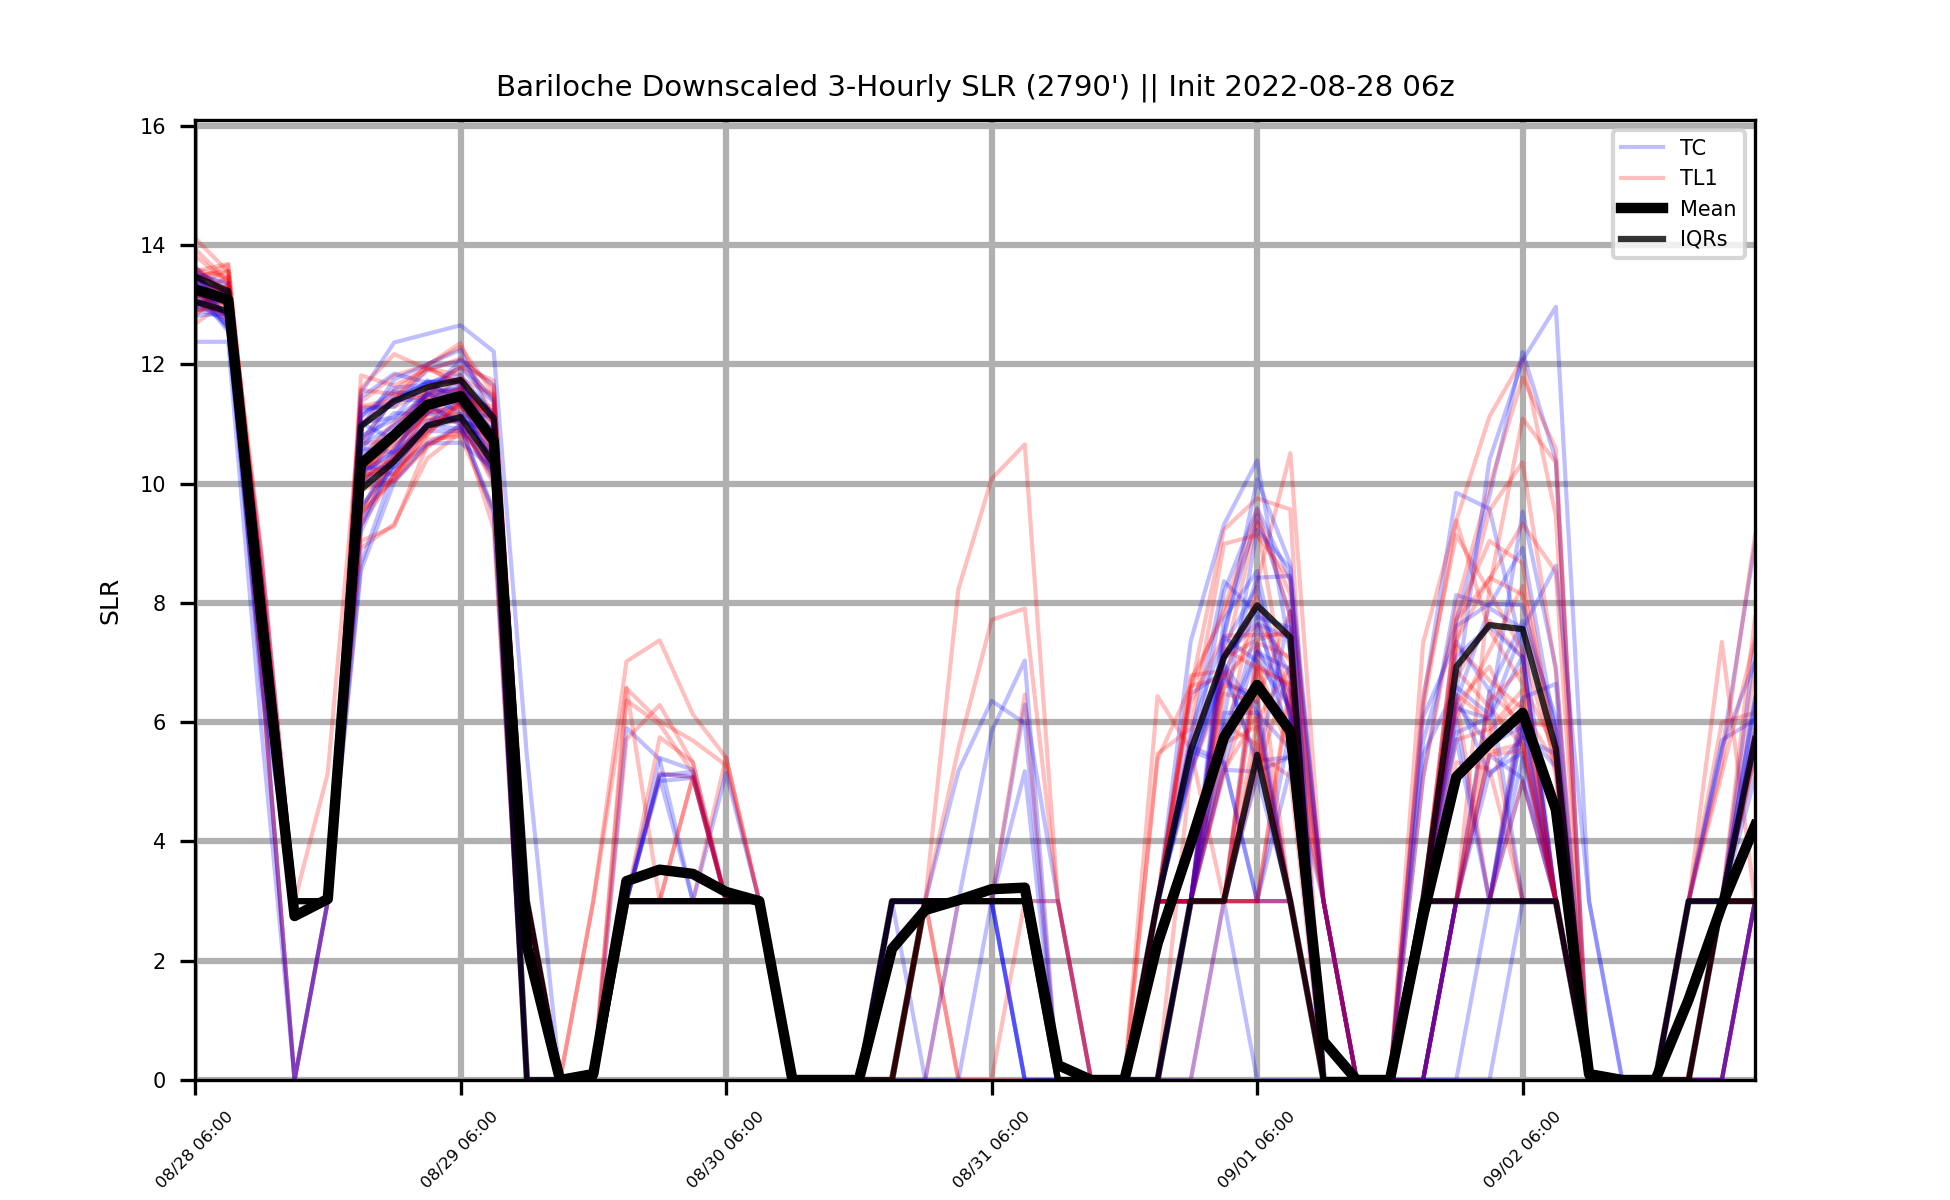 Bariloche Downscaled 3-Hourly SLR (2790') || Init 2022-08-28 06z
TC
TL1
Mean
IQRs
SLR
16
14
12
10
8
6
4
2
0
08/28 06:00
08/29 06:00
08/30 06:00
08/31 06:00
09/01 06:00
09/02 06:00